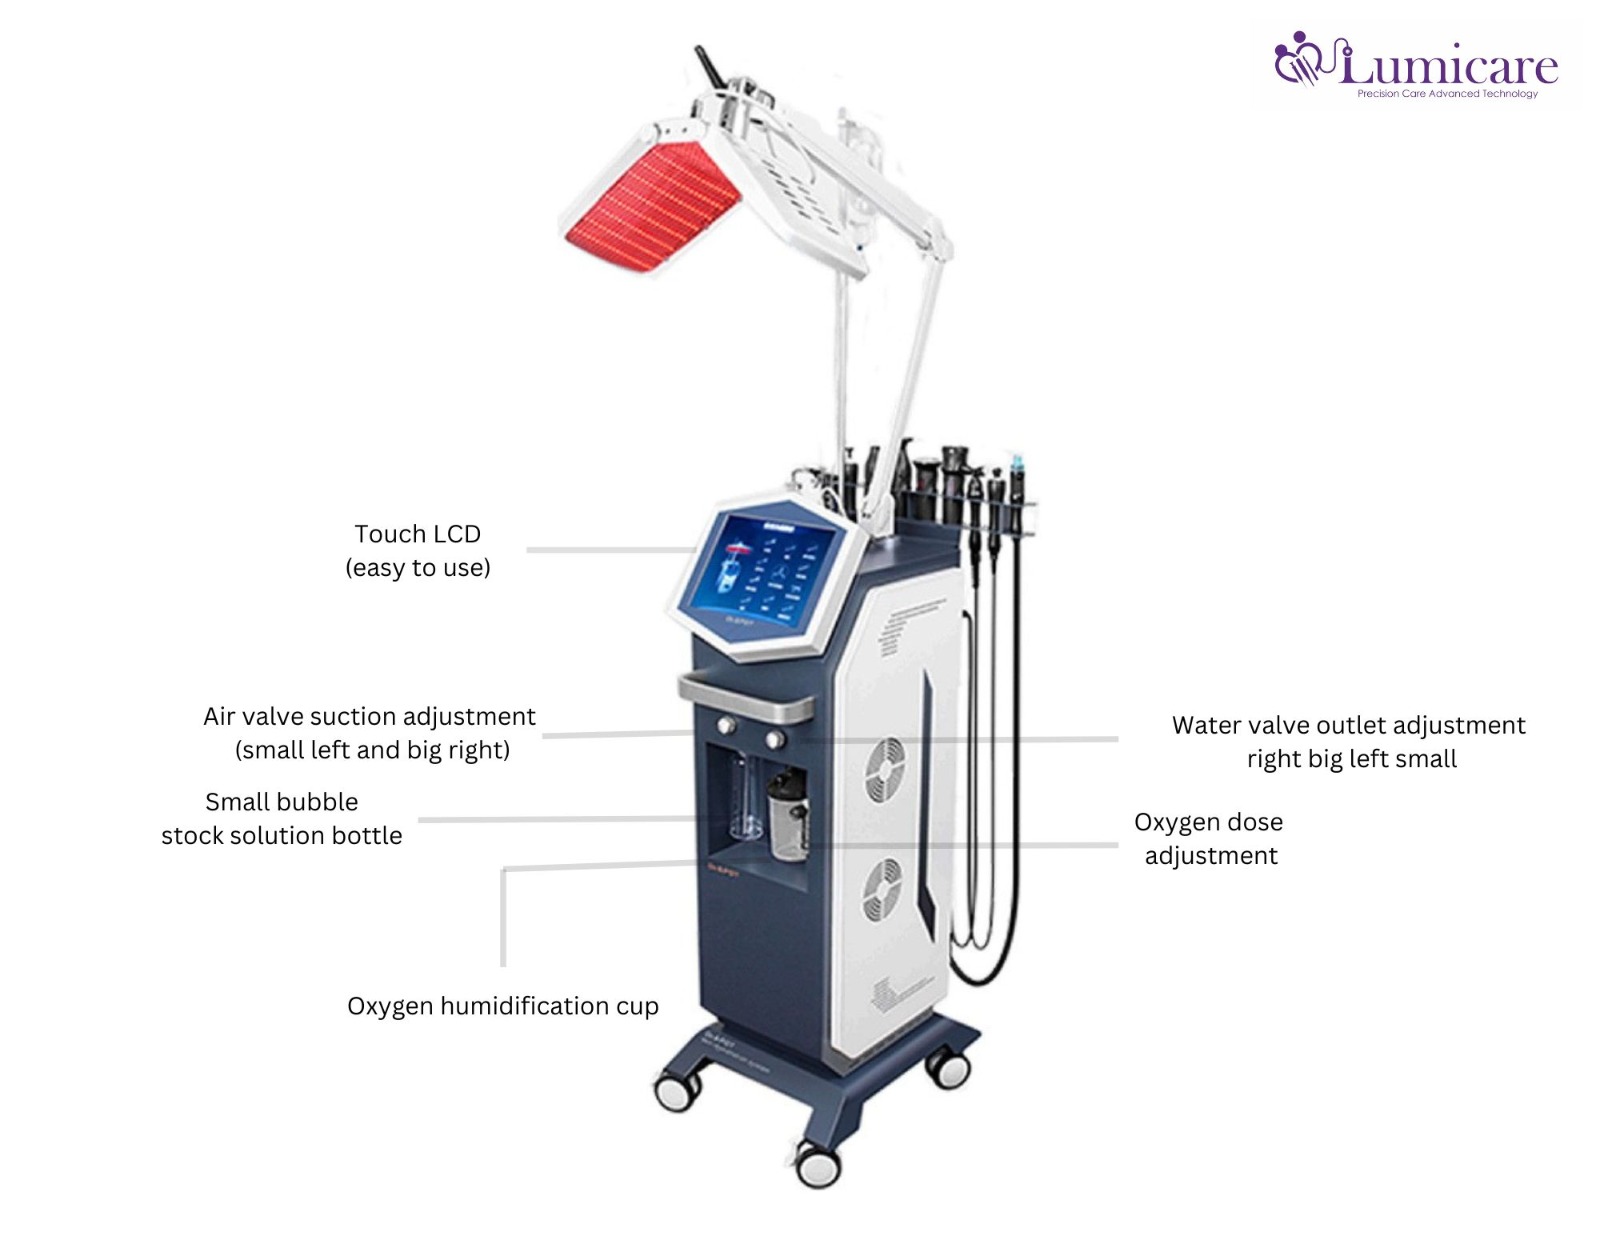 Lumicare
Precision Care Advanced Technology
Touch LCD
(easy to use)
Air valve suction adjustment
(small left and big right)
Water valve outlet adjustment
right big left small
Small bubble
stock solution bottle
Oxygen dose
adjustment
Oxygen humidification cup